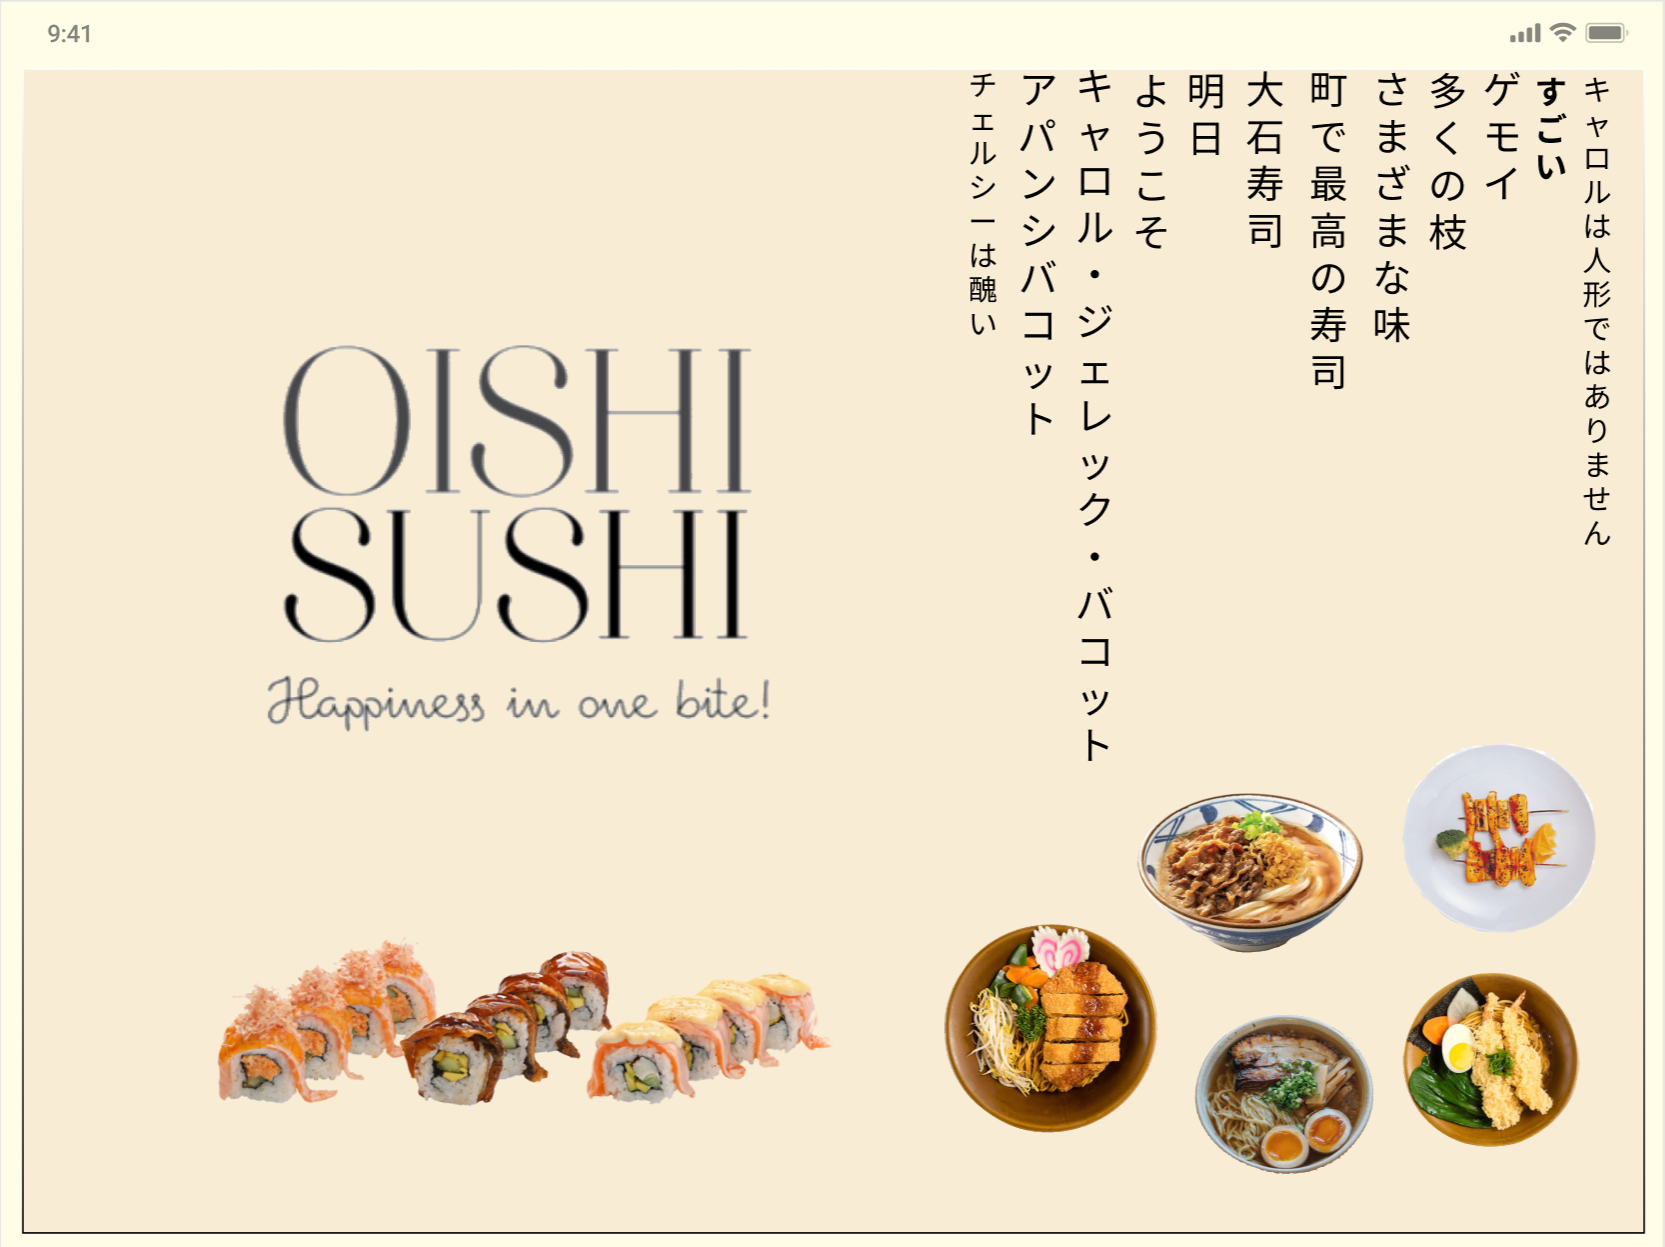 9:41
OISHI
SUSHI
Happiness in one bite!
キャロルは人形ではありません
すごい
ゲモイ
多くの枝
さまざまな味
町で最高の寿司
大石寿司
明日
ようこそ
キャロル・ジェレック・バコット
アパンシバコット
チェルシーは醜い